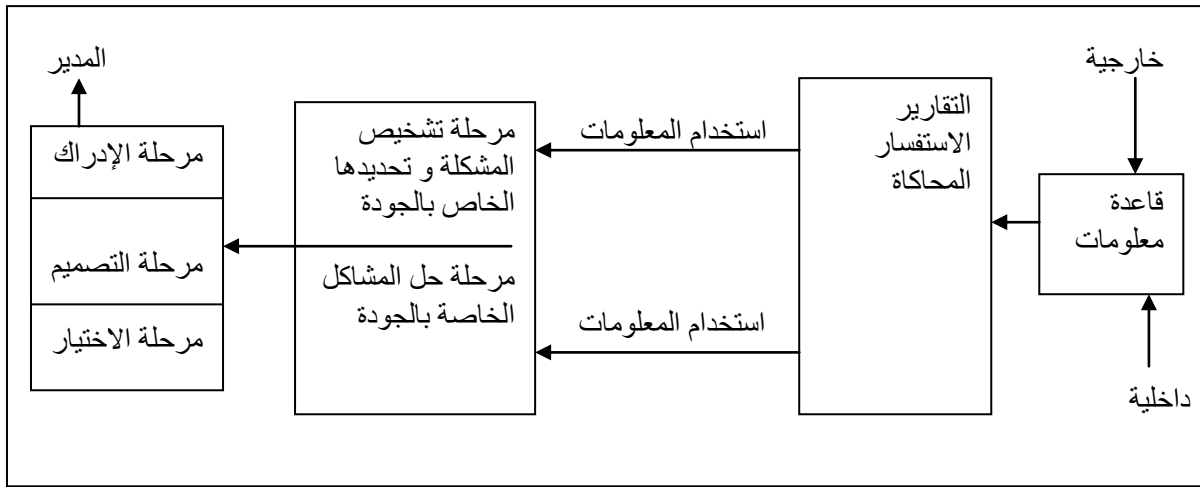 خارجية
قاعدة
معلومات
داخلية
التقارير
الاستفسار
المحاكاة
استخدام المعلومات
استخدام المعلومات
مرحلة تشخيص
المشكلة و تحديدها
الخاص بالجودة
مرحلة حل المشاكل
الخاصة بالجودة
المدير
مرحلة الإدراك
مرحلة التصميم
مرحلة الاختيار